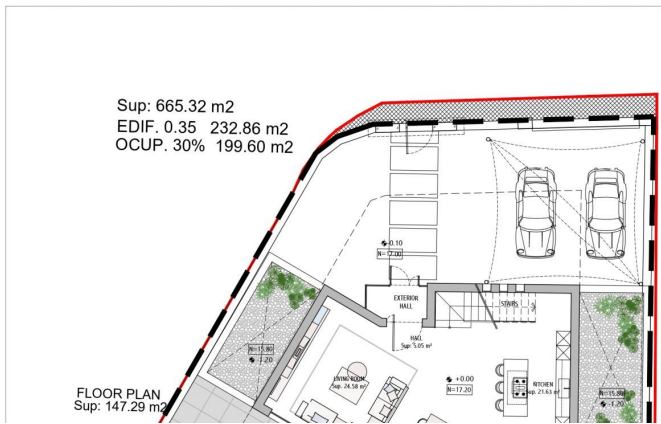 Sup: 665.32 m2
EDIF. 0.35 232.86 m2
OCUP. 30% 199.60 m2
-0.10
N=17.00
EXTERIOR
HALL
STAIRS
HALL
Sup: 5.05 m²
N=15.80
-1.20
LIVING ROOM
Sup. 24.58 m²
+0.00
N=17.20
KITCHEN
Sup. 21.63 m²
N=15.80
-1.20
FLOOR PLAN
Sup: 147.29 m2